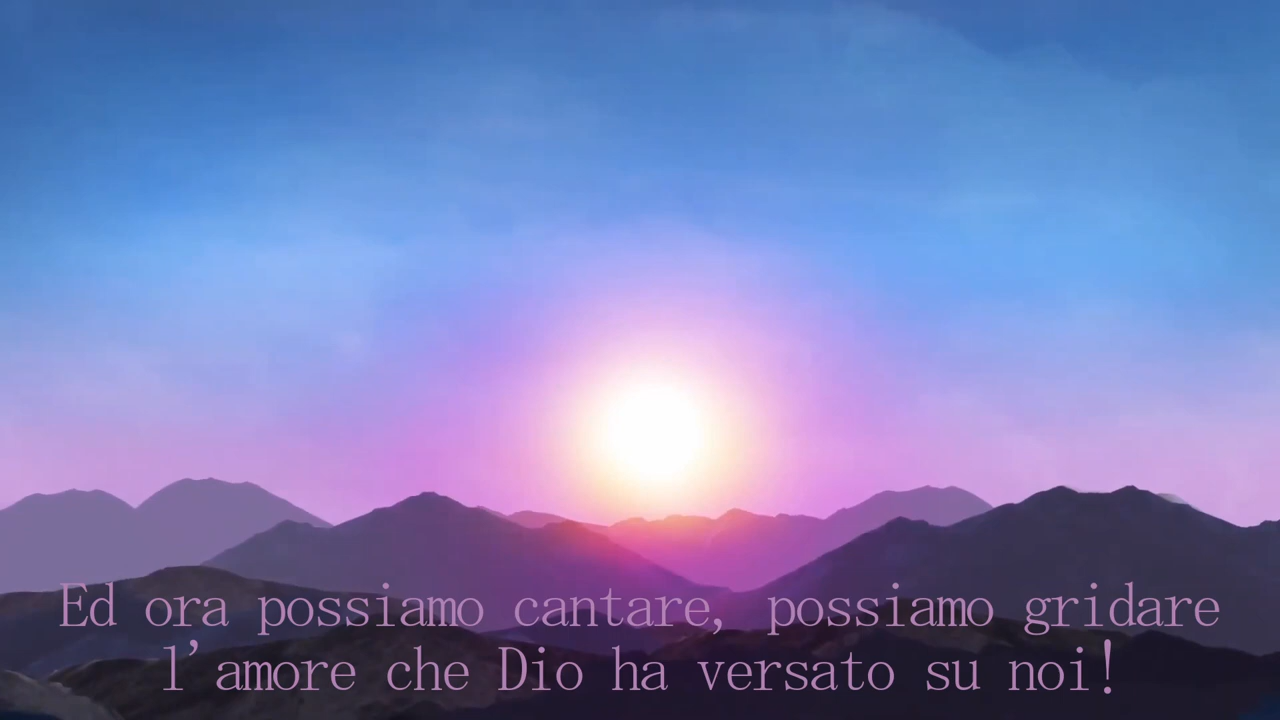 Ed ora possiamo cantare, possiamo gridare
l'amore che Dio ha versato su noi!